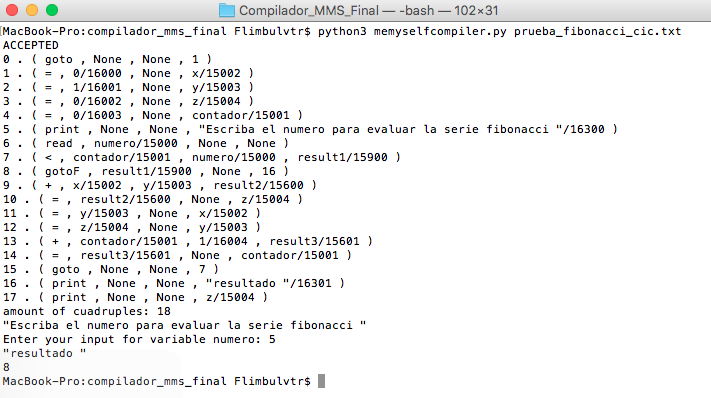 Compilador_MMS_Final — -bash — 102×31
[MacBook-Pro:compilador_mms_final Flimbulvtr$ python3 memyselfcompiler.py prueba_fibonacci_cic.txt
ACCEPTED
0 . ( goto , None , None , 1 )
1 . ( = , 0/16000 , None , x/15002 )
2 . ( = , 1/16001 , None , y/15003 )
3 . ( = , 0/16002 , None , z/15004 )
4 . ( = , 0/16003 , None , contador/15001 )
5 . ( print , None , None , "Escriba el numero para evaluar la serie fibonacci "/16300 )
6 . ( read , numero/15000 , None , None )
7 . ( < , contador/15001 , numero/15000 , result1/15900 )
8 . ( gotoF , result1/15900 , None , 16 )
9 . ( + , x/15002 , y/15003 , result2/15600 )
10 . ( = , result2/15600 , None , z/15004 )
11 . ( = , y/15003 , None , x/15002 )
12 . ( = , z/15004 , None , y/15003 )
13 . ( + , contador/15001 , 1/16004 , result3/15601 )
14 . ( = , result3/15601 , None , contador/15001 )
15 . ( goto , None , None , 7 )
16 . ( print , None , None , "resultado "/16301 )
17 . ( print , None , None , z/15004 )
amount of cuadruples: 18
"Escriba el numero para evaluar la serie fibonacci "
Enter your input for variable numero: 5
"resultado "
8
MacBook-Pro:compilador_mms_final Flimbulvtr$